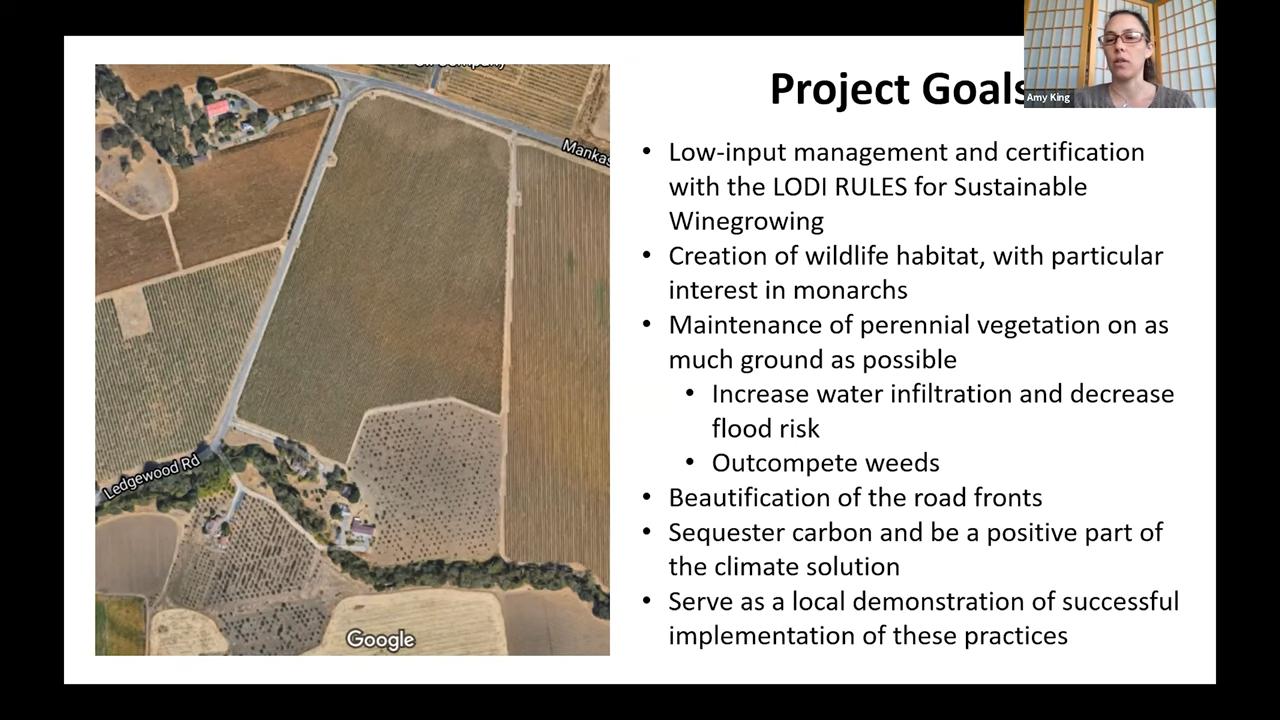 Project Goals
Amy King
Low-input management and certification
with the LODI RULES for Sustainable
Winegrowing
Creation of wildlife habitat, with particular
interest in monarchs
Maintenance of perennial vegetation on as
much ground as possible
Increase water infiltration and decrease
flood risk
Outcompete weeds
Beautification of the road fronts
Sequester carbon and be a positive part of
the climate solution
Serve as a local demonstration of successful
implementation of these practices
Ledgewood Rd
Google